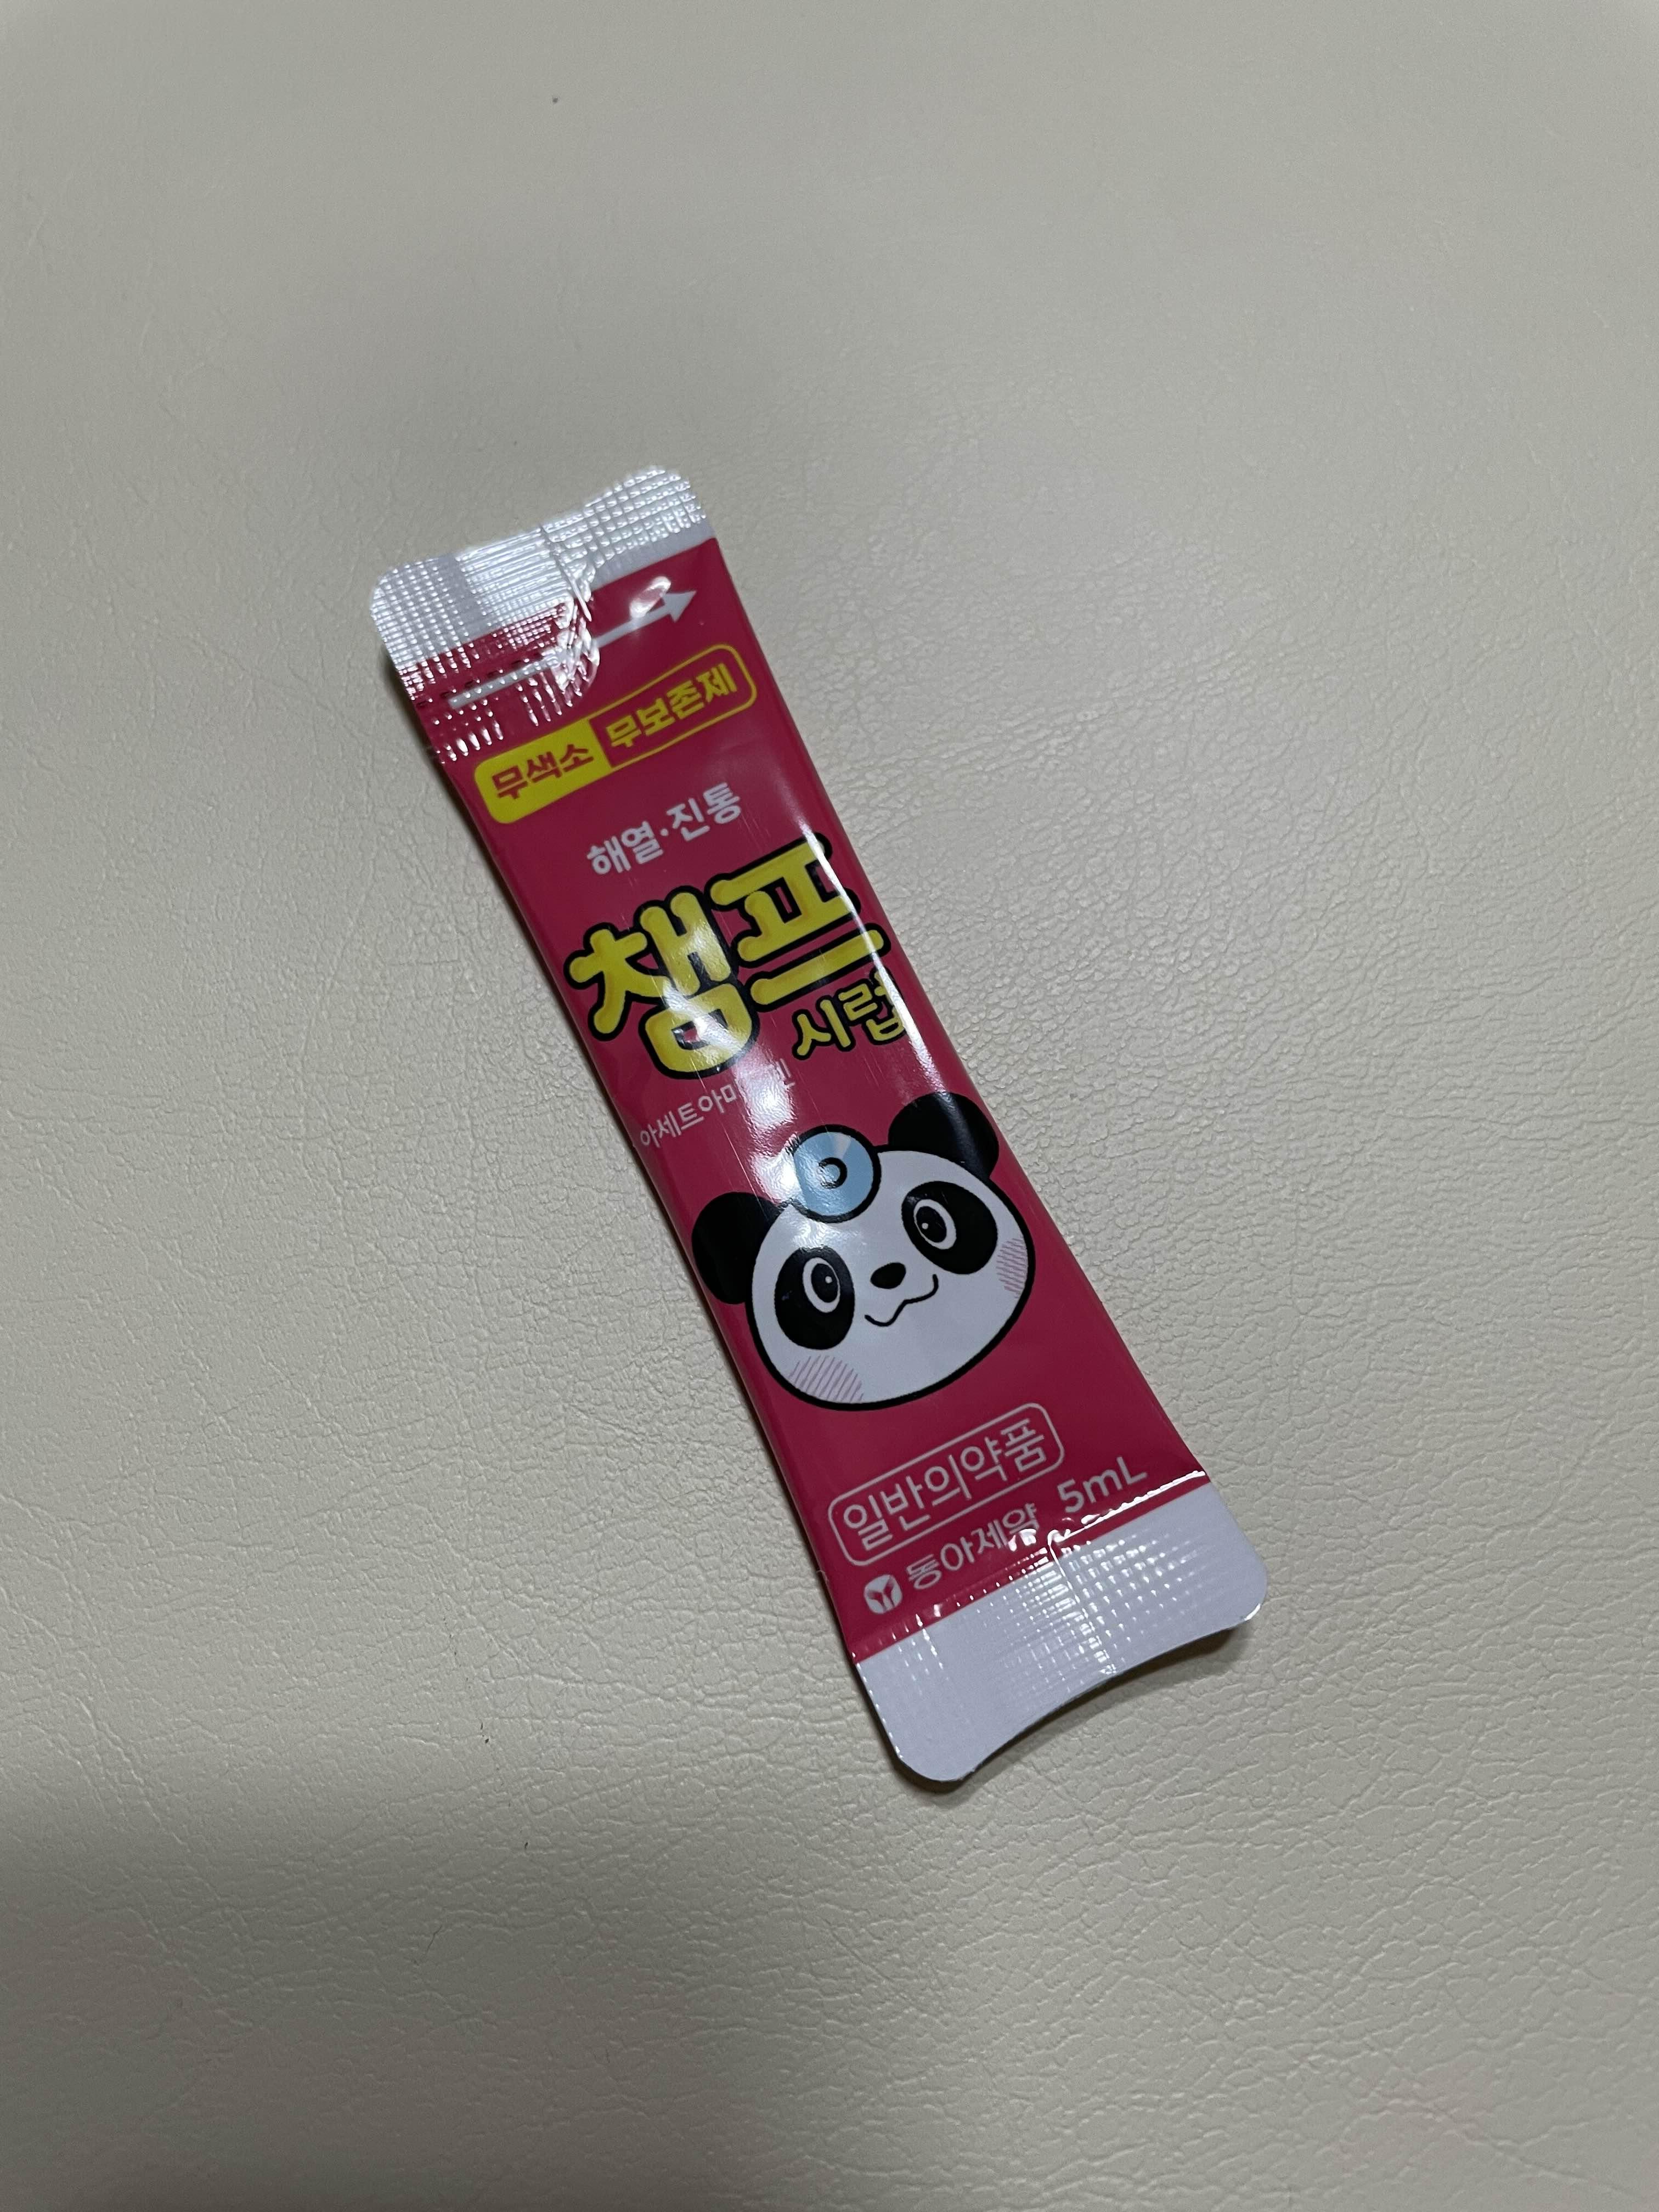 무색소 무보존제
해열·진통
챔프
시럽
일반의약품
동아제약 5mL